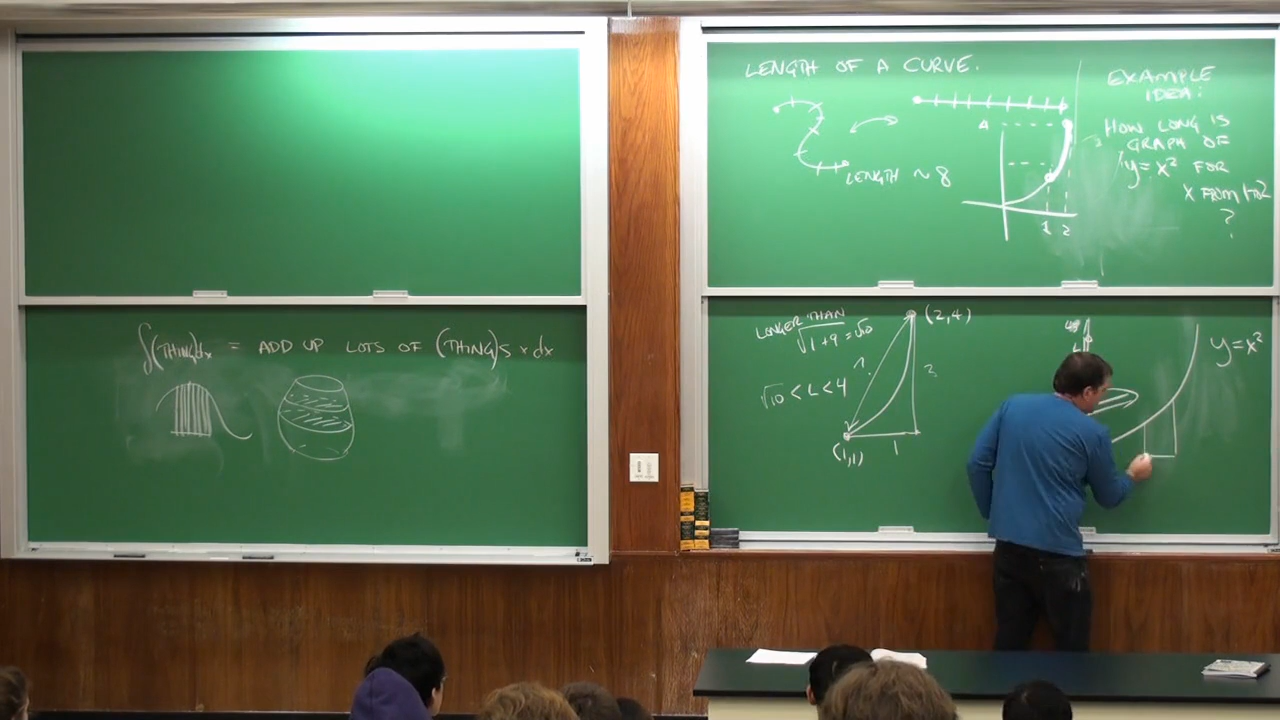 ∫(THING)dx = ADD UP LOTS OF (THING)S × dx
LENGTH OF A CURVE.
LENGTH ~ 8
4
1 2
EXAMPLE
IDEA:
HOW LONG IS
GRAPH OF
y=x² FOR
X FROM 1 TO 2
?
LONGER THAN
√1+9 = √10
√10 < L < 4
(2,4)
3
(1,1)
1
y=x²